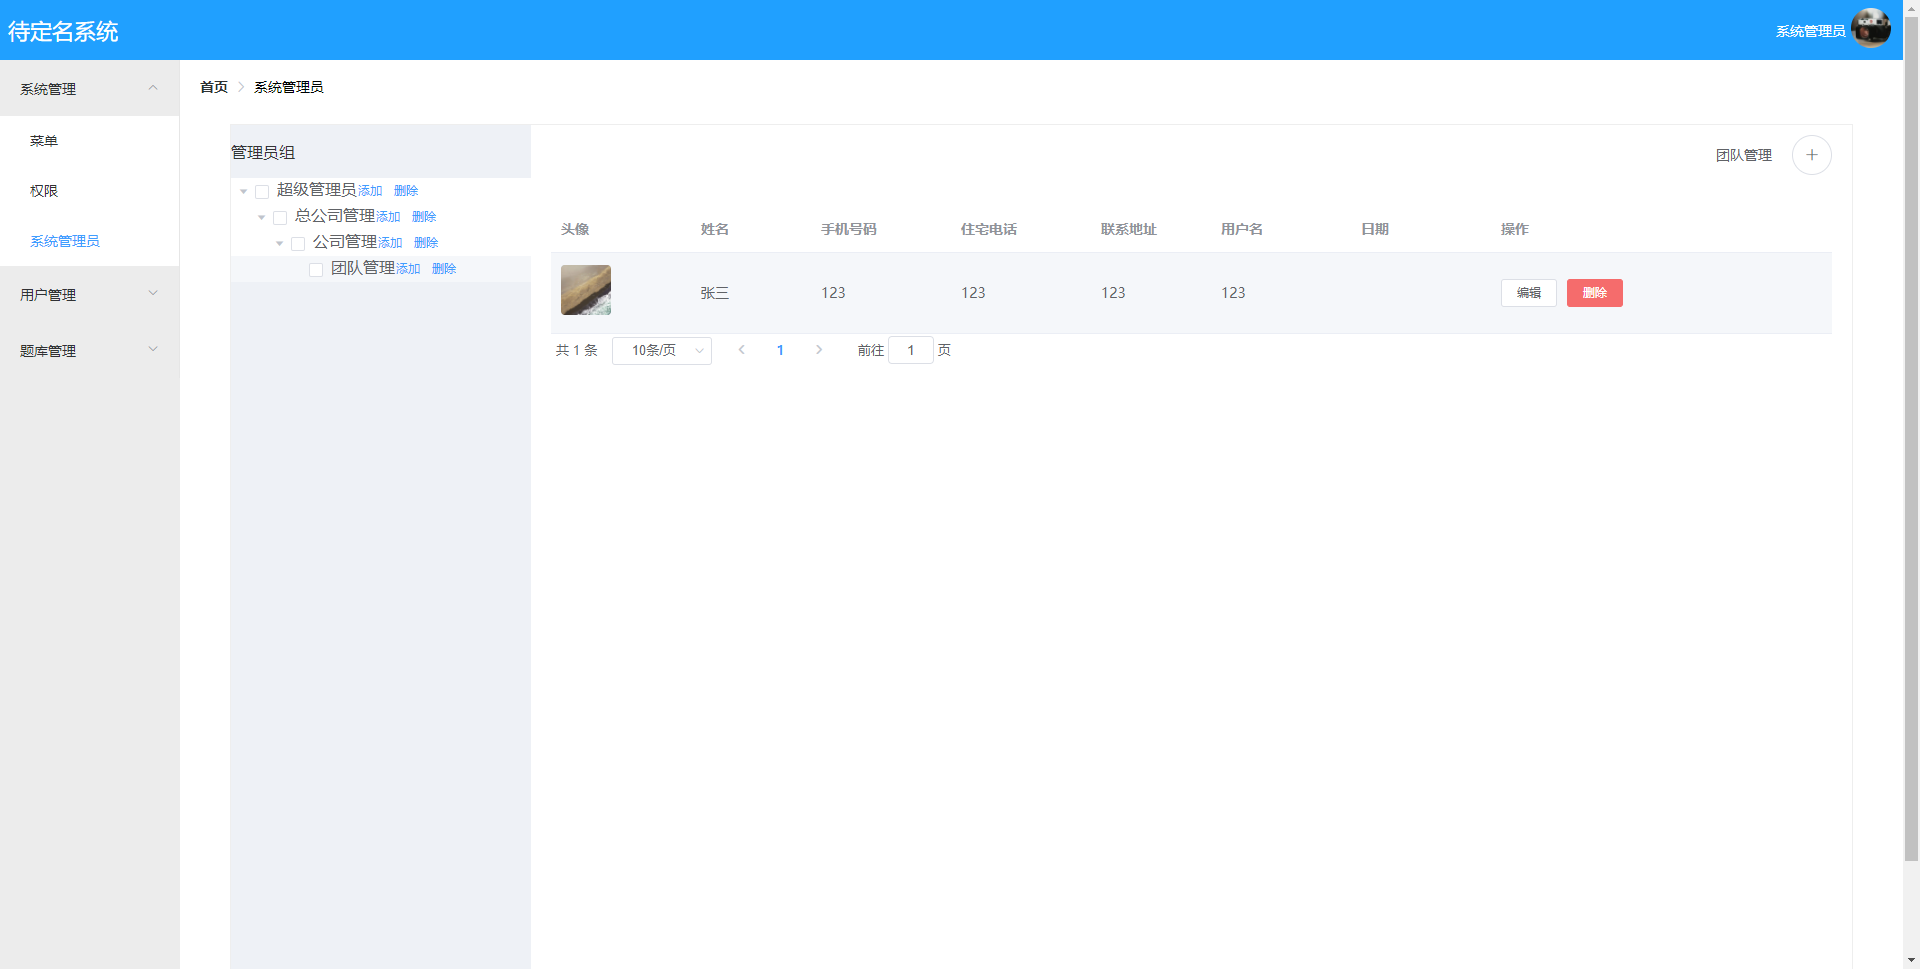 待定名系统
系统管理员
系统管理
菜单
权限
系统管理员
用户管理
题库管理
首页 系统管理员
管理员组
超级管理员 添加 删除
总公司管理 添加 删除
公司管理 添加 删除
团队管理 添加 删除
团队管理
头像 姓名 手机号码 住宅电话 联系地址 用户名 日期 操作
张三 123 123 123 123 编辑 删除
共 1 条 10条/页 1 前往 1 页